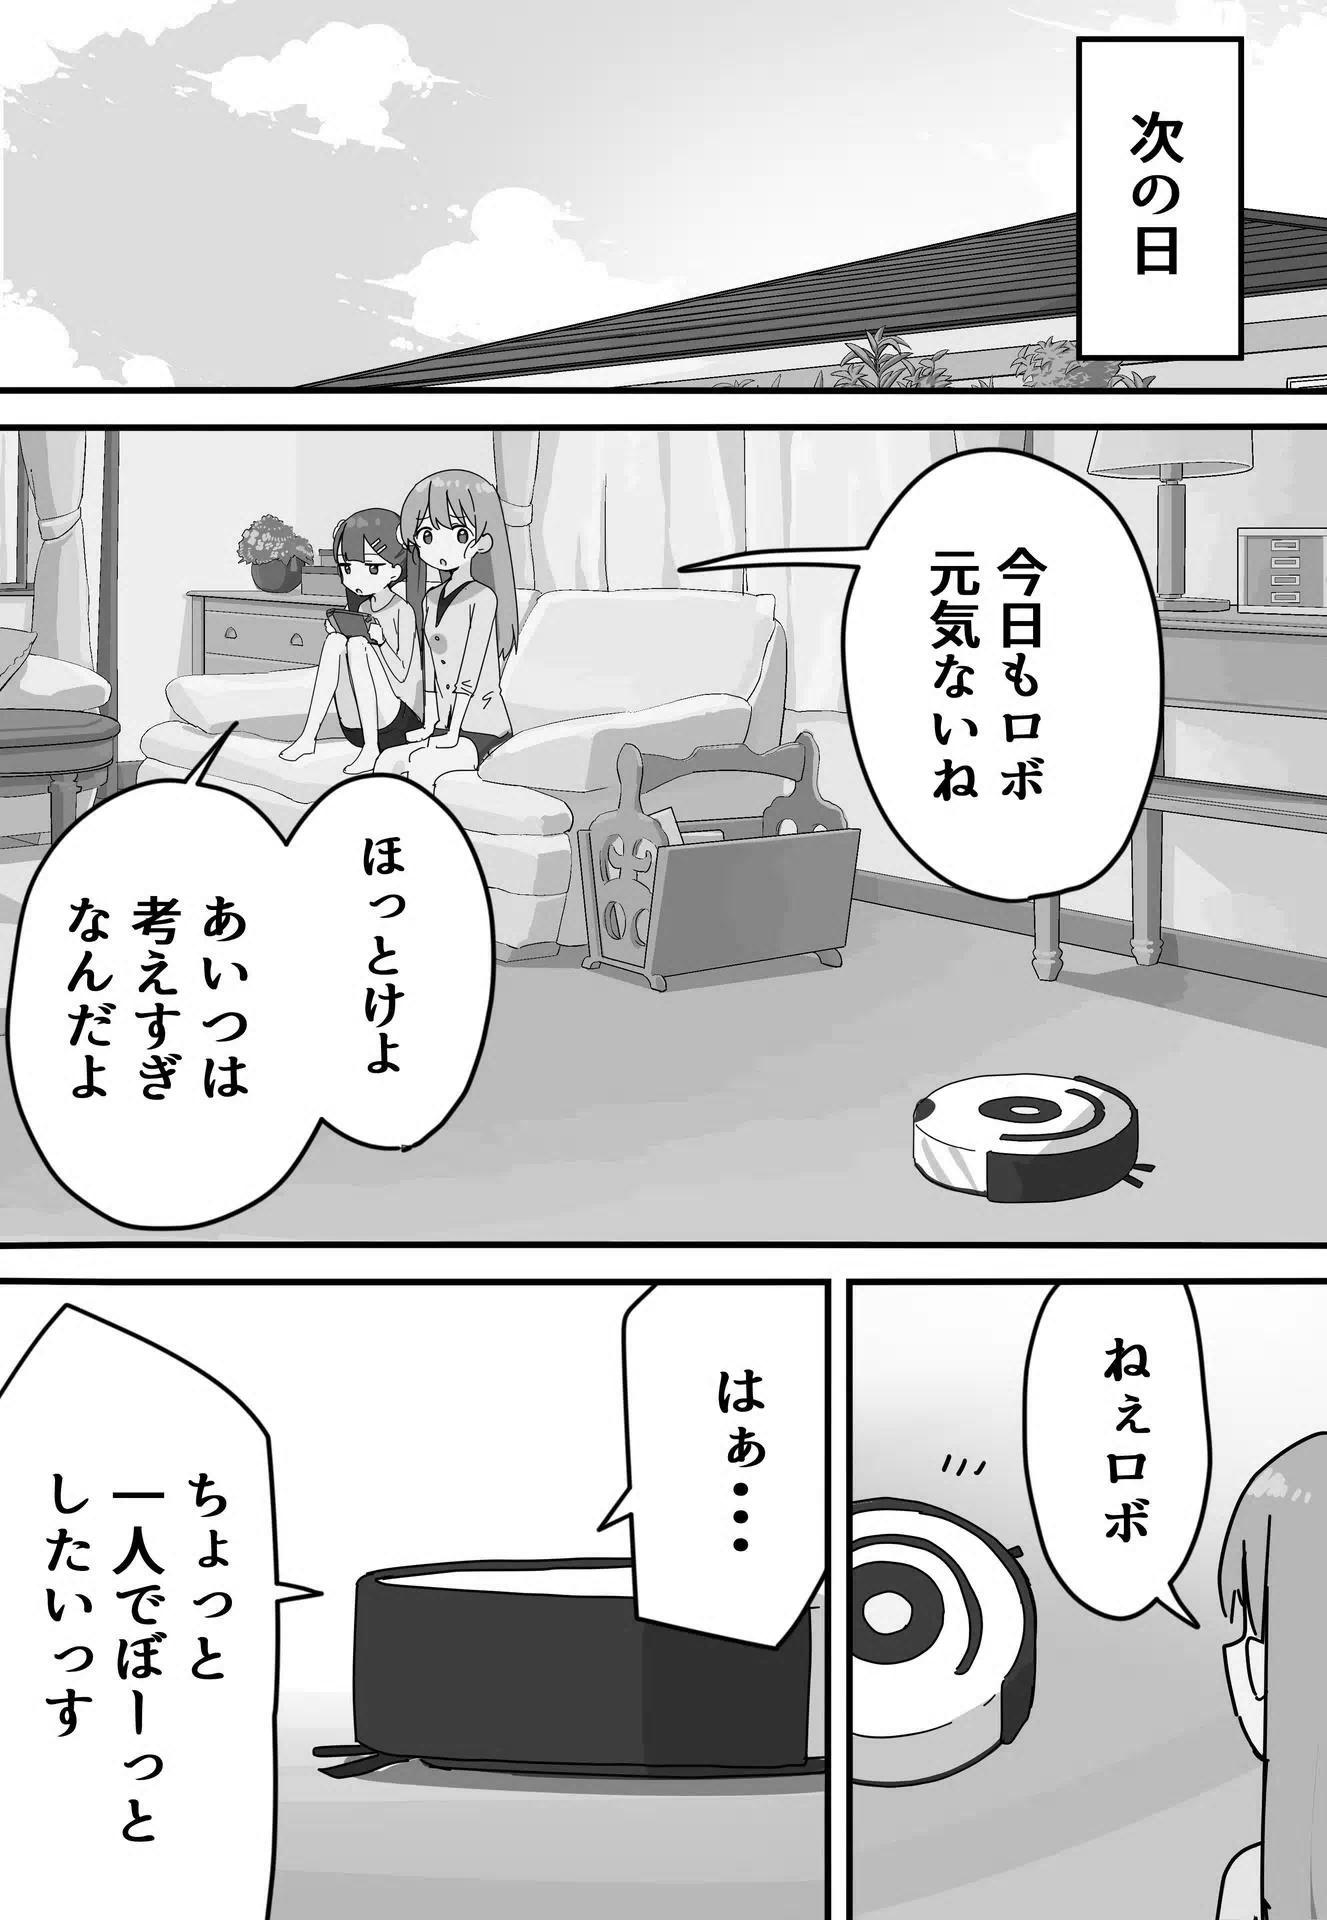 次の日
今日もロボ
元気ないね
ほっとけよ
あいつは
考えすぎ
なんだよ
ねぇロボ
はぁ・・・
ちょっと
一人でぼーっと
したいっす